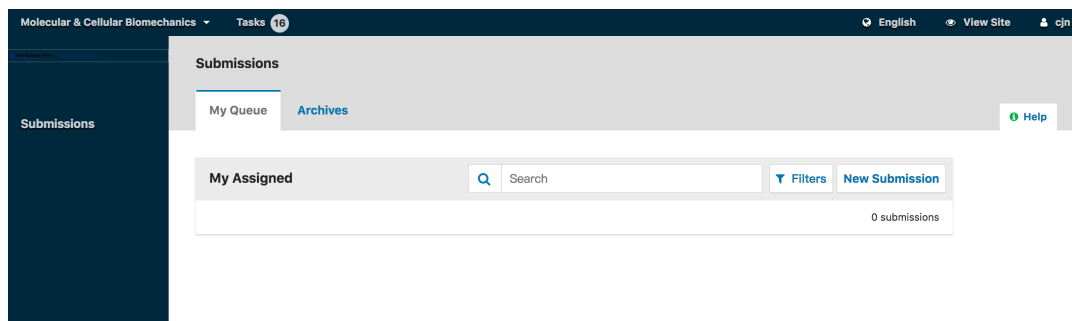 Molecular & Cellular Biomechanics Tasks 16 English View Site cjn
Submissions
My Queue Archives
Help
Submissions
My Assigned Search Filters New Submission
0 submissions